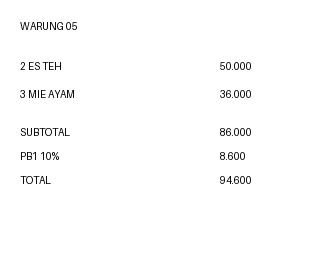 WARUNG 05
2 ES TEH 50.000
3 MIE AYAM 36.000
SUBTOTAL 86.000
PB1 10% 8.600
TOTAL 94.600